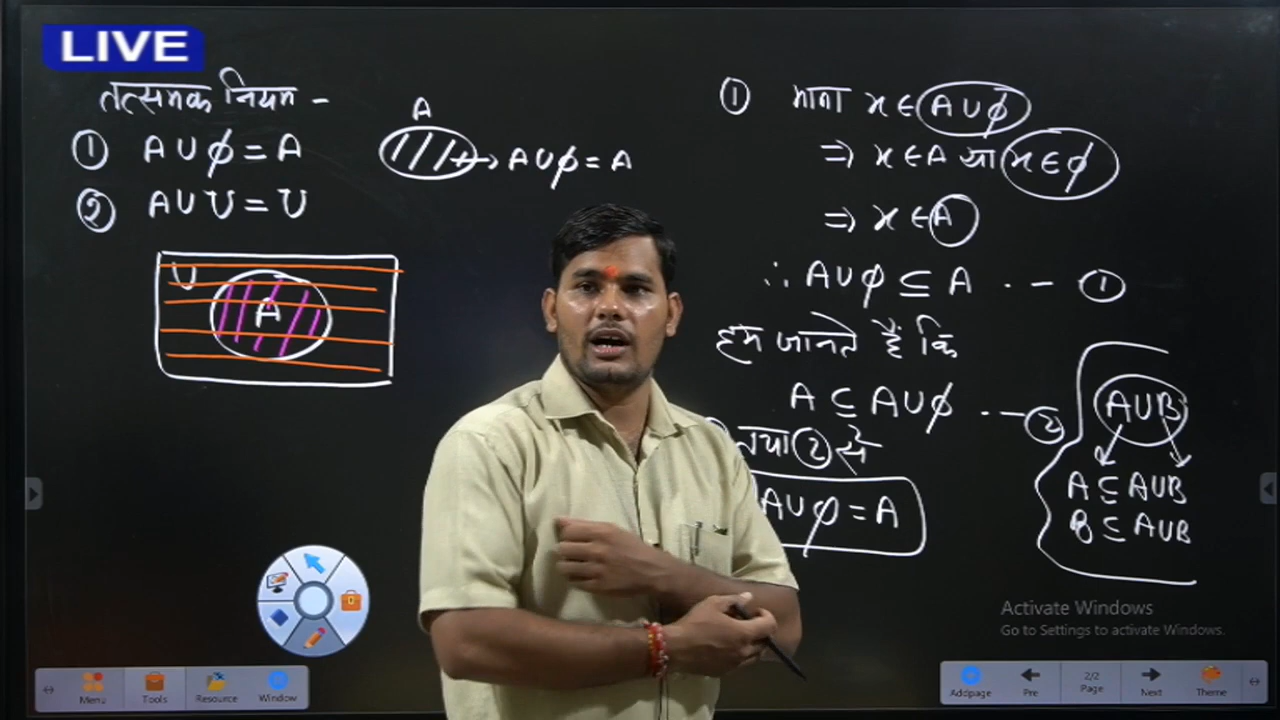 LIVE
तत्समक नियम -
① A∪ϕ = A
② A∪U = U
A
→ A∪ϕ = A
U
A
① माना x ∈ A∪ϕ
⇒ x ∈ A या x ∈ ϕ
⇒ x ∈ A
∴ A∪ϕ ⊆ A ... - ①
हम जानते हैं कि
A ⊆ A∪ϕ ... - ②
तथा ② से
A∪ϕ = A
A∪B
A ⊆ A∪B
B ⊆ A∪B
Activate Windows
Go to Settings to activate Windows.
Menu Tools Resource Window
Addpage Pre 2/2 Page Next Theme